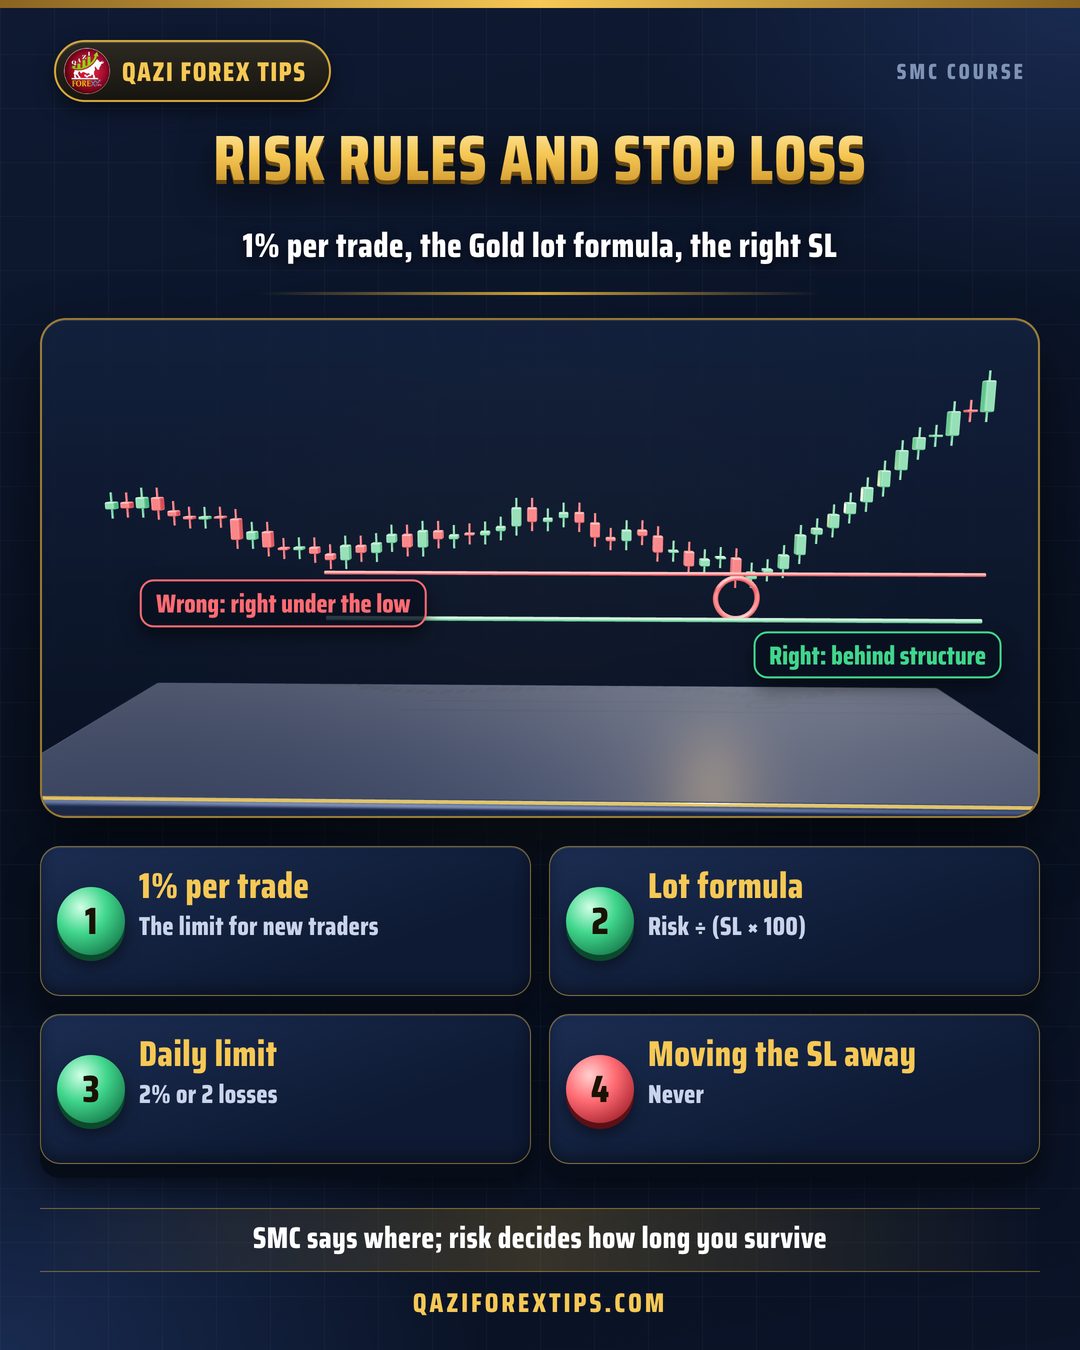 QAZI FOREX TIPS
SMC COURSE
RISK RULES AND STOP LOSS
1% per trade, the Gold lot formula, the right SL
Wrong: right under the low
Right: behind structure
1
1% per trade
The limit for new traders
2
Lot formula
Risk ÷ (SL × 100)
3
Daily limit
2% or 2 losses
4
Moving the SL away
Never
SMC says where; risk decides how long you survive
QAZIFOREXTIPS.COM